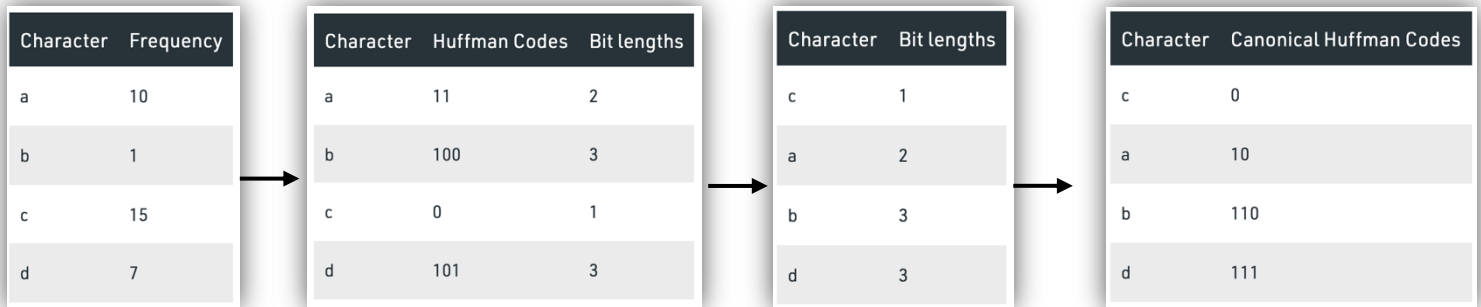 Character Frequency
a 10
b 1
c 15
d 7
Character Huffman Codes Bit lengths
a 11 2
b 100 3
c 0 1
d 101 3
Character Bit lengths
c 1
a 2
b 3
d 3
Character Canonical Huffman Codes
c 0
a 10
b 110
d 111